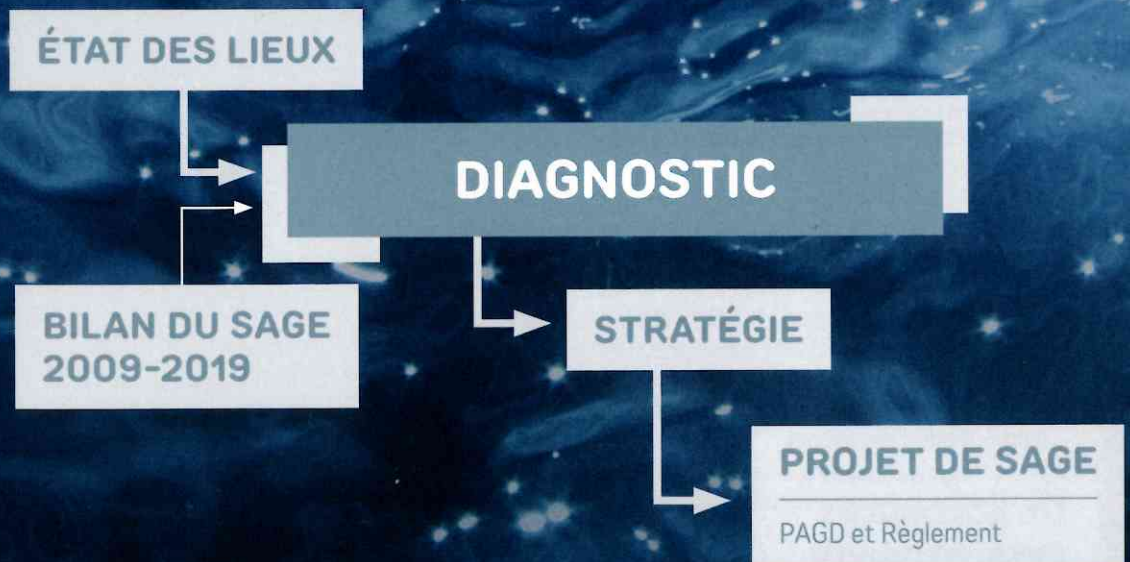 ÉTAT DES LIEUX
DIAGNOSTIC
BILAN DU SAGE
2009-2019
STRATÉGIE
PROJET DE SAGE
PAGD et Règlement